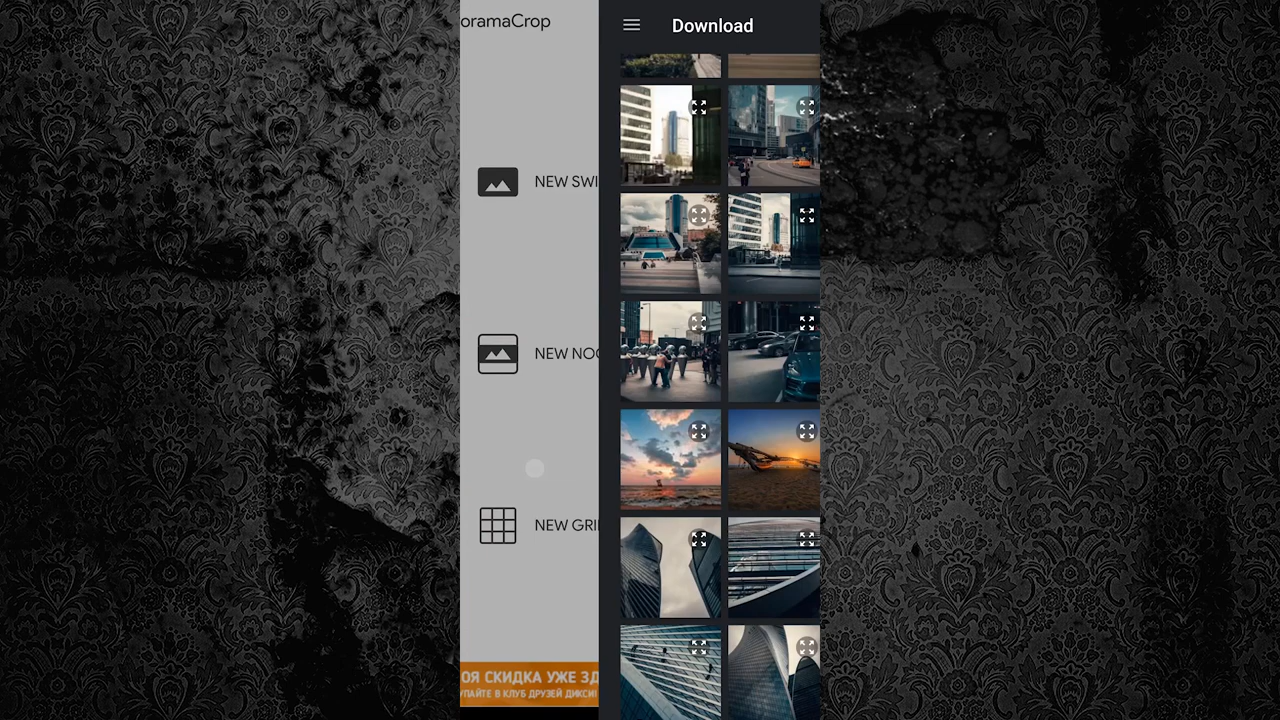 oramaCrop
Download
NEW SWI
NEW NO
NEW GRI
ОЯ СКИДКА УЖЕ ЗД
УПАЙТЕ В КЛУБ ДРУЗЕЙ ДИКСИ!